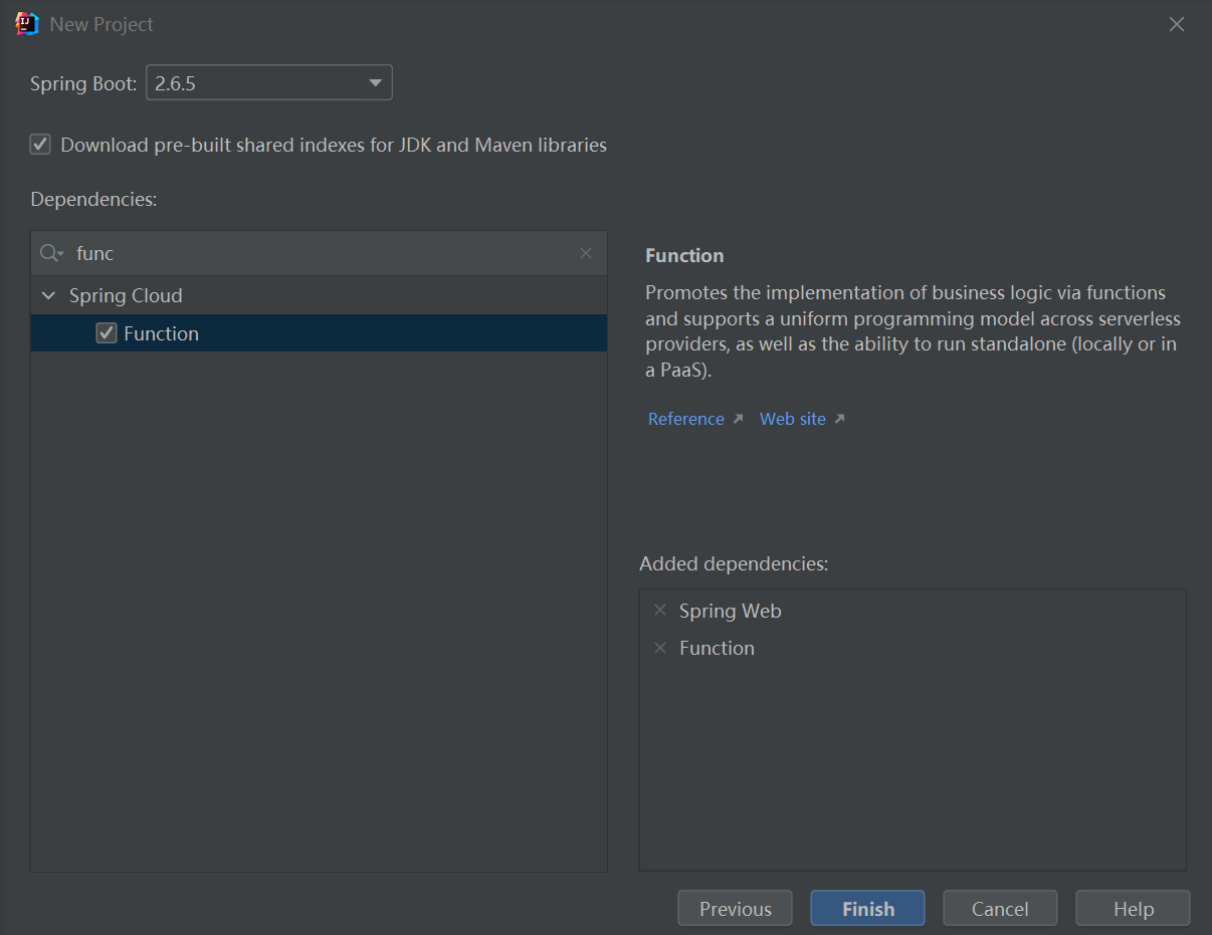 New Project
Spring Boot: 2.6.5
Download pre-built shared indexes for JDK and Maven libraries
Dependencies:
func
Spring Cloud
Function
Function
Promotes the implementation of business logic via functions
and supports a uniform programming model across serverless
providers, as well as the ability to run standalone (locally or in
a PaaS).
Reference Web site
Added dependencies:
Spring Web
Function
Previous Finish Cancel Help